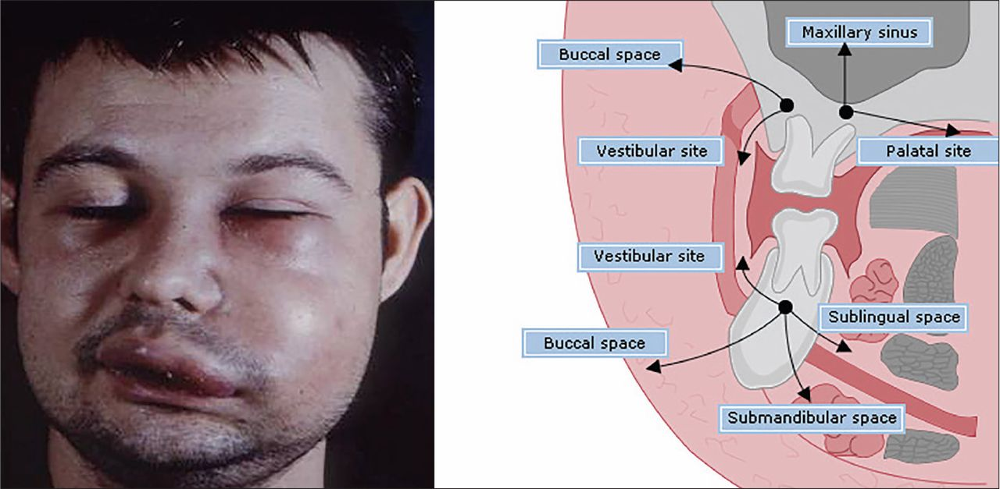 Maxillary sinus
Buccal space
Vestibular site
Palatal site
Vestibular site
Sublingual space
Buccal space
Submandibular space